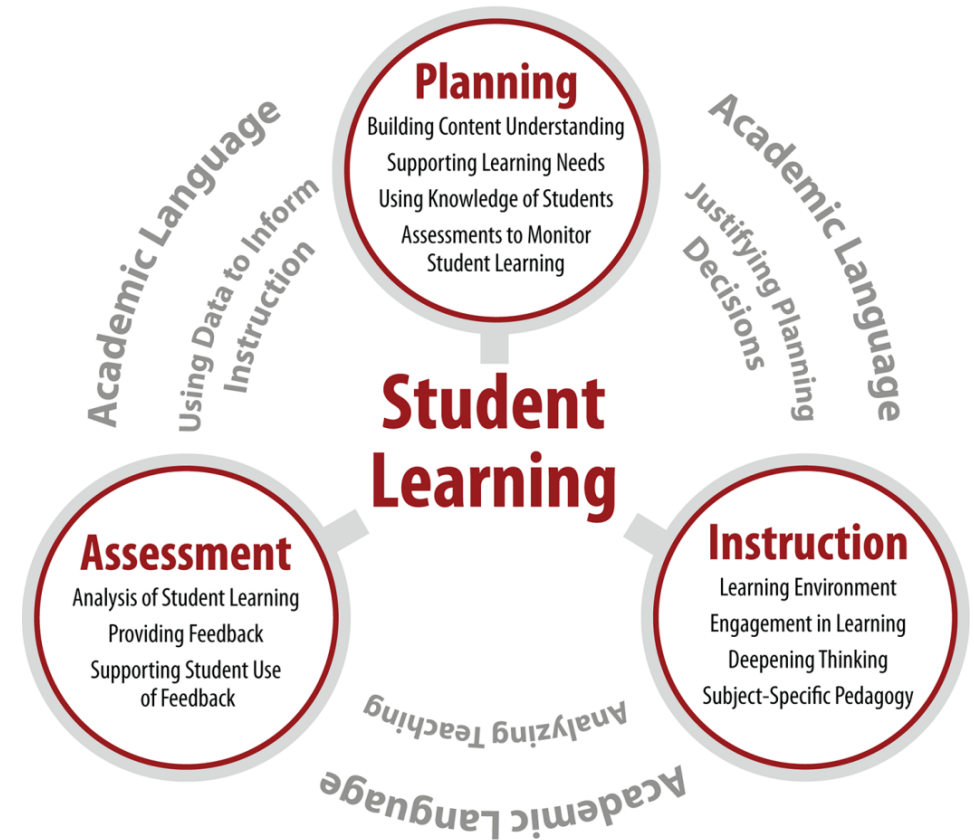 Planning
Building Content Understanding
Supporting Learning Needs
Using Knowledge of Students
Assessments to Monitor
Student Learning
Academic Language
Using Data to Inform
Instruction
Academic Language
Justifying Planning
Decisions
Student
Learning
Assessment
Analysis of Student Learning
Providing Feedback
Supporting Student Use
of Feedback
Instruction
Learning Environment
Engagement in Learning
Deepening Thinking
Subject-Specific Pedagogy
Analyzing Teaching
Academic Language